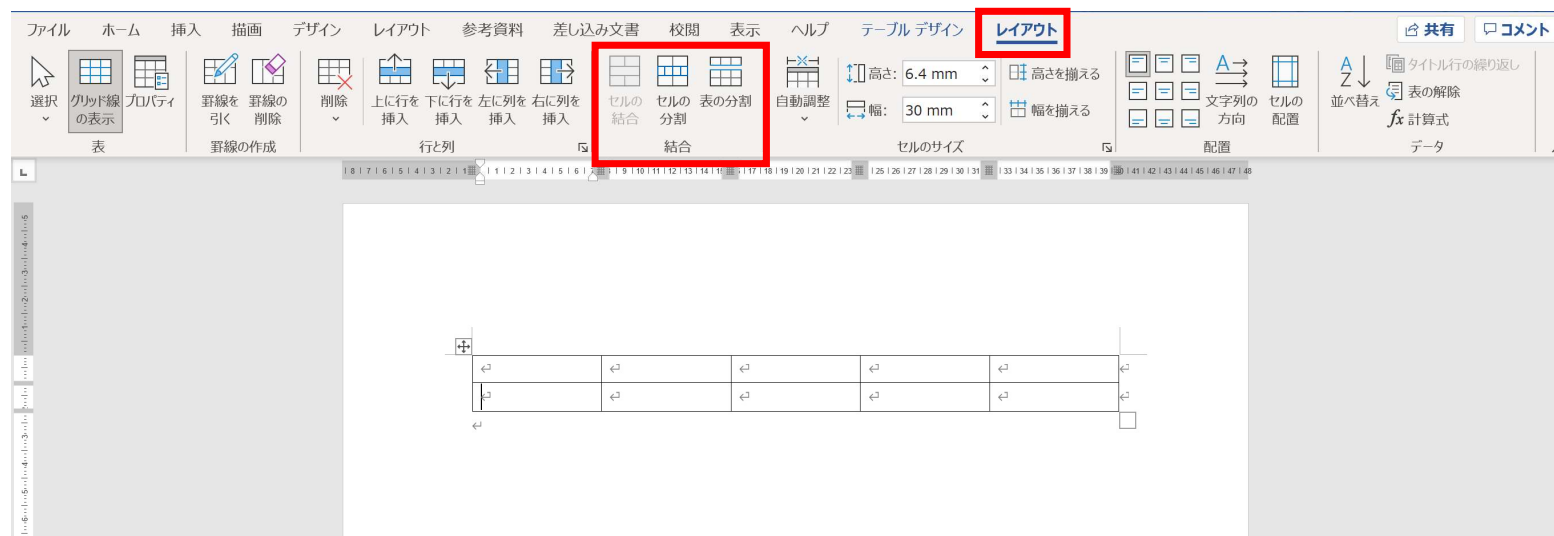 ファイル ホーム 挿入 描画 デザイン レイアウト 参考資料 差し込み文書 校閲 表示 ヘルプ テーブル デザイン レイアウト 共有 コメント
選択 グリッド線の表示 プロパティ
罫線を引く 罫線の削除
削除 上に行を挿入 下に行を挿入 左に列を挿入 右に列を挿入
セルの結合 セルの分割 表の分割
自動調整 高さ: 6.4 mm 高さを揃える
幅: 30 mm 幅を揃える
文字列の方向 セルの配置
並べ替え タイトル行の繰り返し
表の解除
fx 計算式
表 罫線の作成 行と列 結合 セルのサイズ 配置 データ